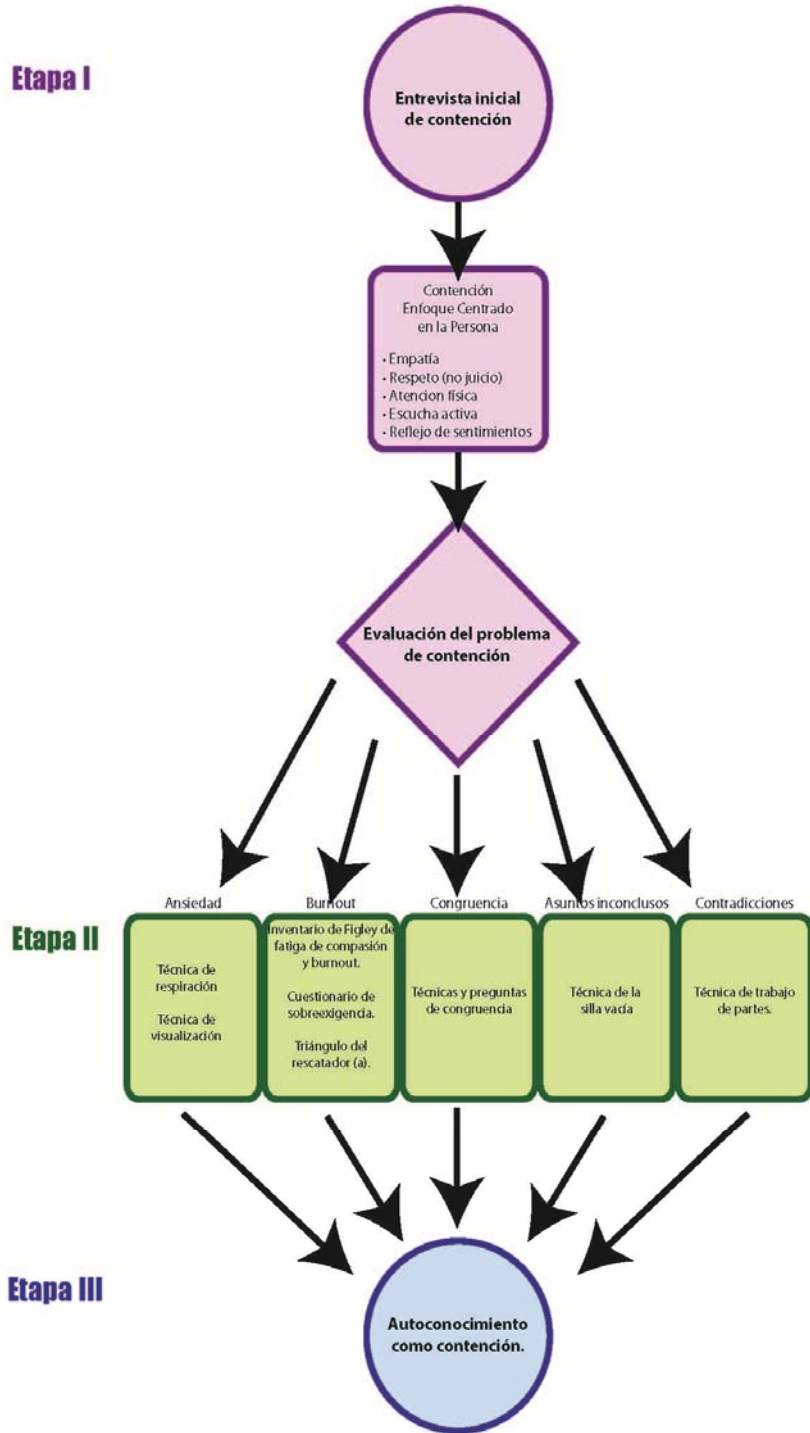 Etapa I
Entrevista inicial
de contención
Contención
Enfoque Centrado
en la Persona
• Empatía
• Respeto (no juicio)
• Atencion física
• Escucha activa
• Reflejo de sentimientos
Evaluación del problema
de contención
Etapa II
Ansiedad
Técnica de
respiración
Técnica de
visualización
Burnout
Inventario de Figley de
fatiga de compasión
y burnout.
Cuestionario de
sobreexigencia.
Triángulo del
rescatador (a).
Congruencia
Técnicas y preguntas
de congruencia
Asuntos inconclusos
Técnica de la
silla vacía
Contradicciones
Técnica de trabajo
de partes.
Etapa III
Autoconocimiento
como contención.